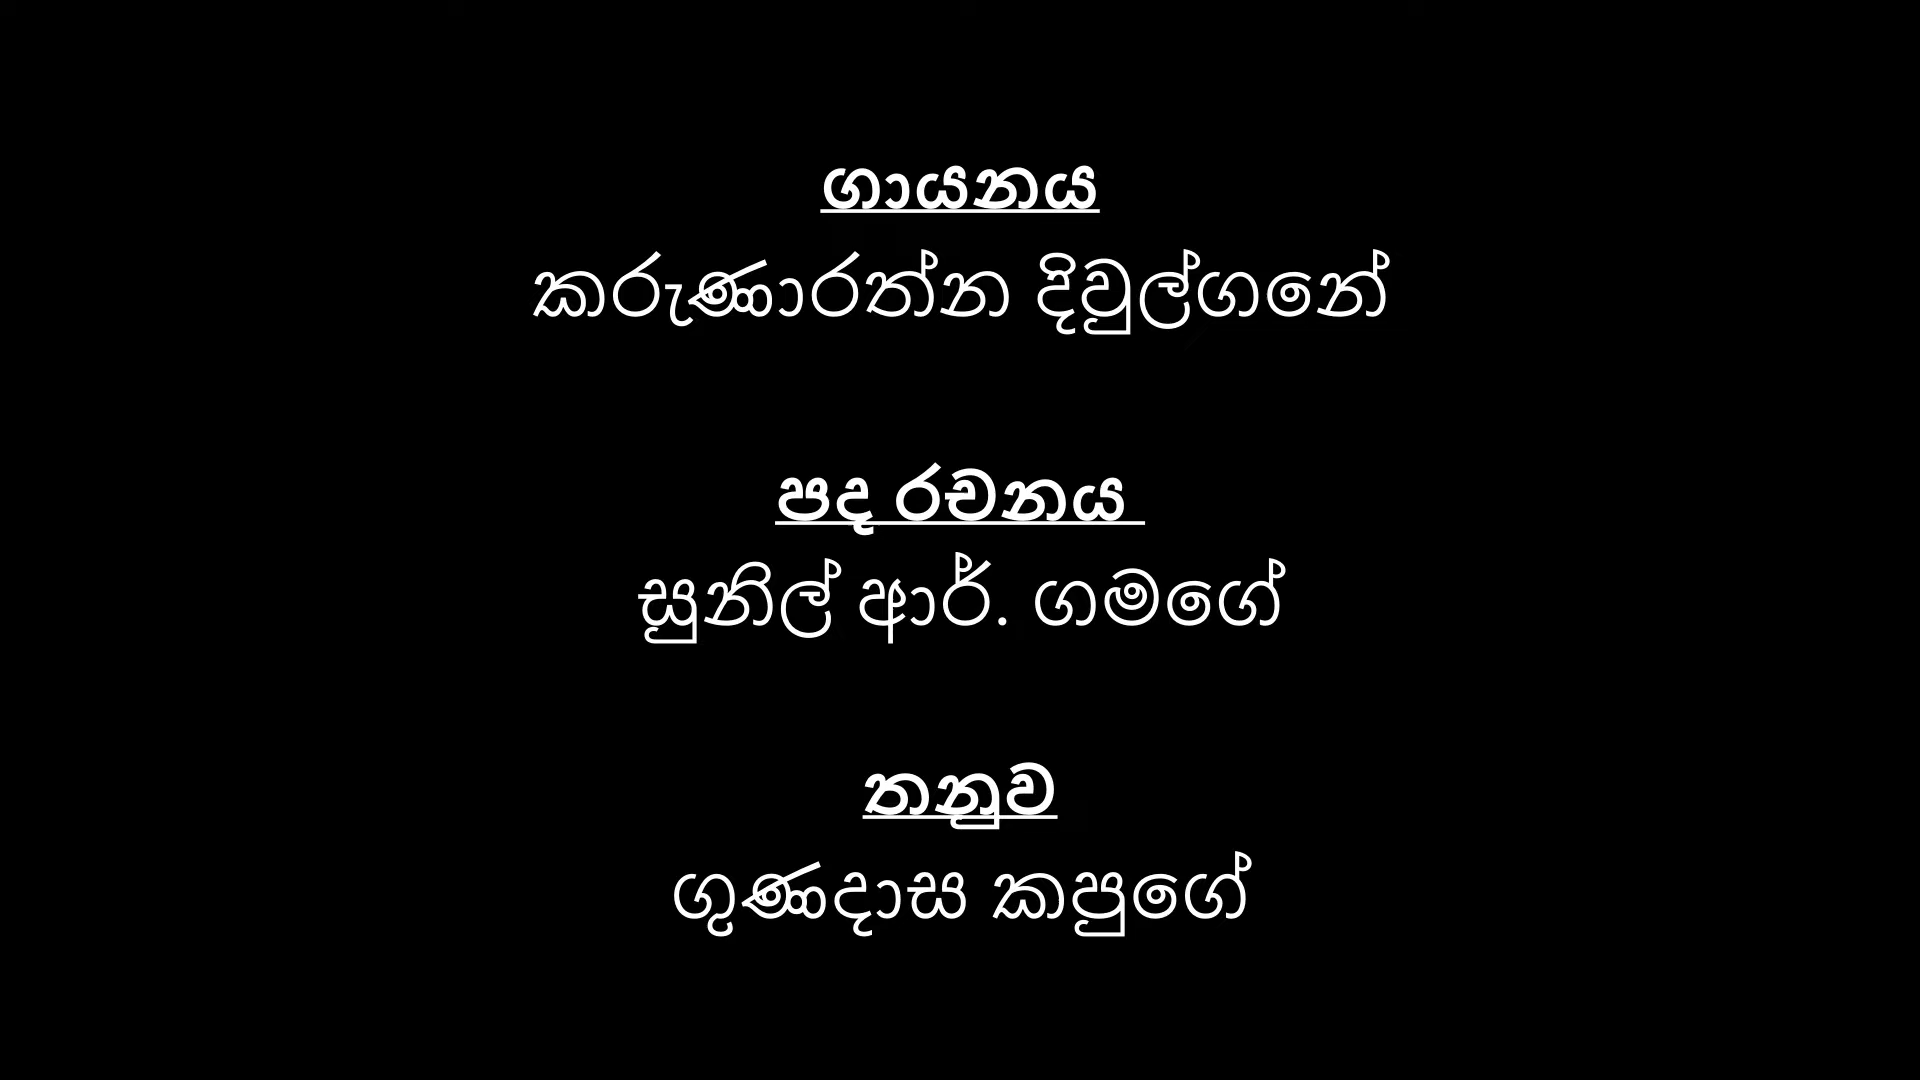 ගායනය
කරුණාරත්න දිවුල්ගනේ
පද රචනය
සුනිල් ආර්. ගමගේ
තනුව
ගුණදාස කපුගේ